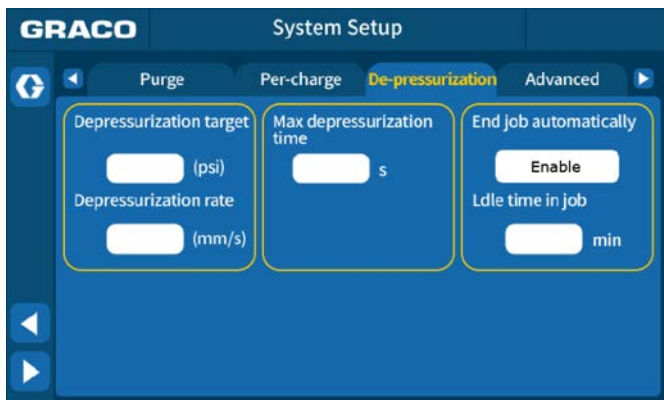 GRACO
System Setup
Purge
Per-charge
De-pressurization
Advanced
Depressurization target
(psi)
Depressurization rate
(mm/s)
Max depressurization
time
s
End job automatically
Enable
Ldle time in job
min